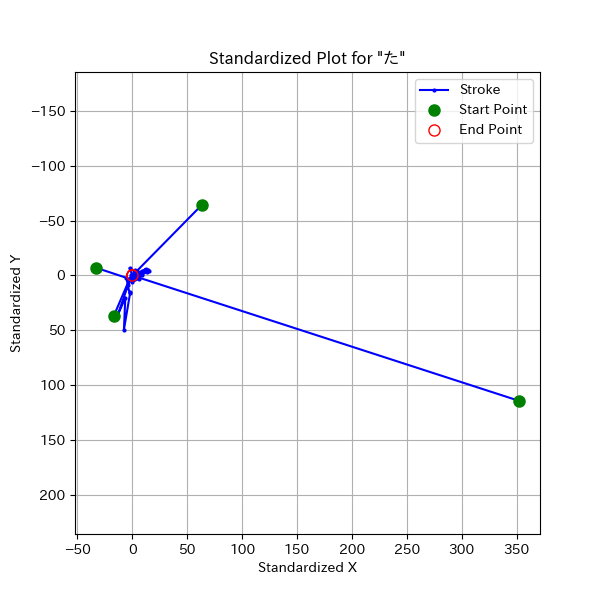 Standardized Plot for "た"
Stroke
Start Point
End Point
Standardized Y
−150
−100
−50
0
50
100
150
200
−50 0 50 100 150 200 250 300 350
Standardized X